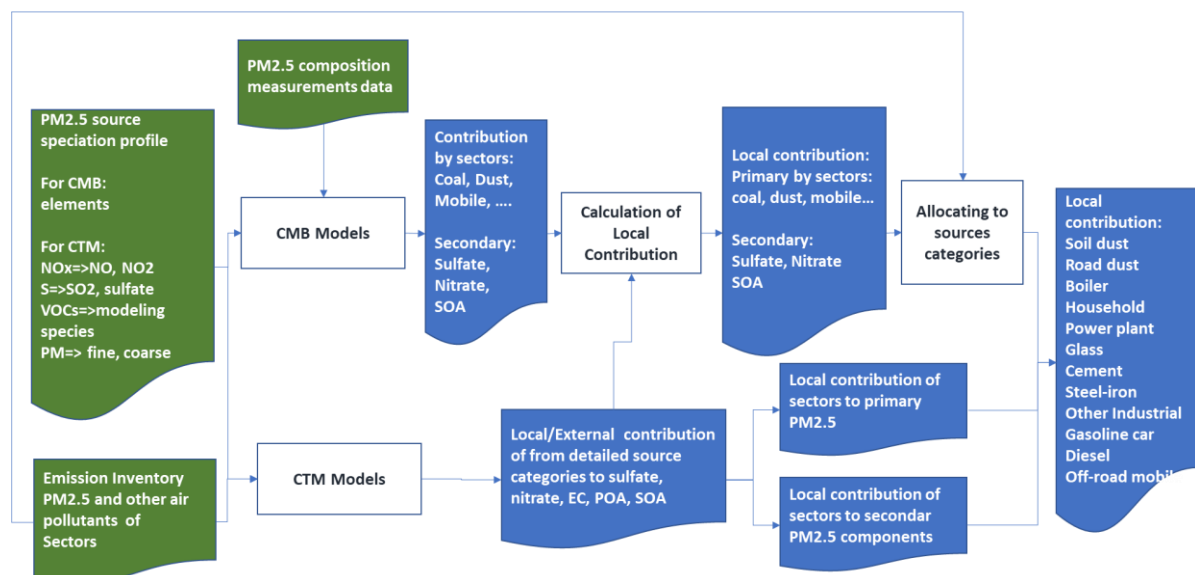 PM2.5 composition
measurements data
PM2.5 source
speciation profile
For CMB:
elements
For CTM:
NOx=>NO, NO2
S=>SO2, sulfate
VOCs=>modeling
species
PM=> fine, coarse
Emission Inventory
PM2.5 and other air
pollutants of
Sectors
CMB Models
CTM Models
Contribution
by sectors:
Coal, Dust,
Mobile, ....
Secondary:
Sulfate,
Nitrate,
SOA
Calculation of
Local
Contribution
Local/External contribution
of from detailed source
categories to sulfate,
nitrate, EC, POA, SOA
Local contribution:
Primary by sectors:
coal, dust, mobile...
Secondary:
Sulfate, Nitrate
SOA
Allocating to
sources
categories
Local contribution of
sectors to primary
PM2.5
Local contribution of
sectors to secondar
PM2.5 components
Local
contribution:
Soil dust
Road dust
Boiler
Household
Power plant
Glass
Cement
Steel-iron
Other Industrial
Gasoline car
Diesel
Off-road mobil